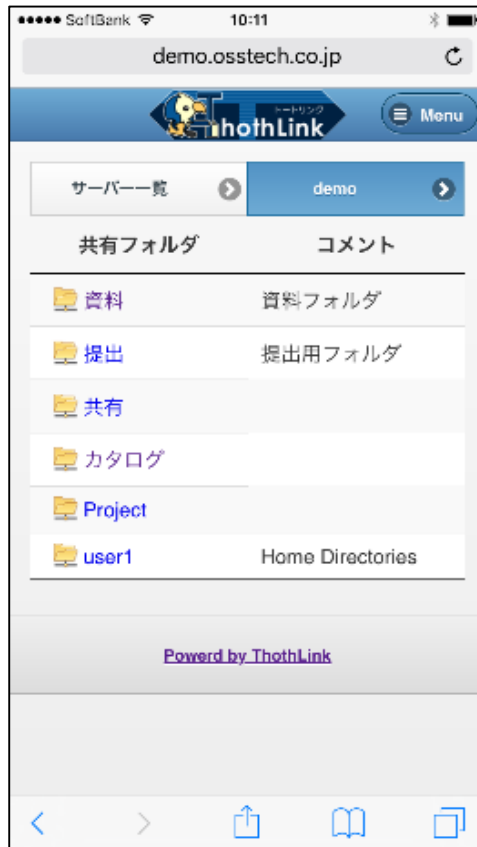 SoftBank 10:11
demo.osstech.co.jp
トートリンク
ThothLink Menu
サーバー一覧 demo
共有フォルダ コメント
資料 資料フォルダ
提出 提出用フォルダ
共有
カタログ
Project
user1 Home Directories
Powerd by ThothLink